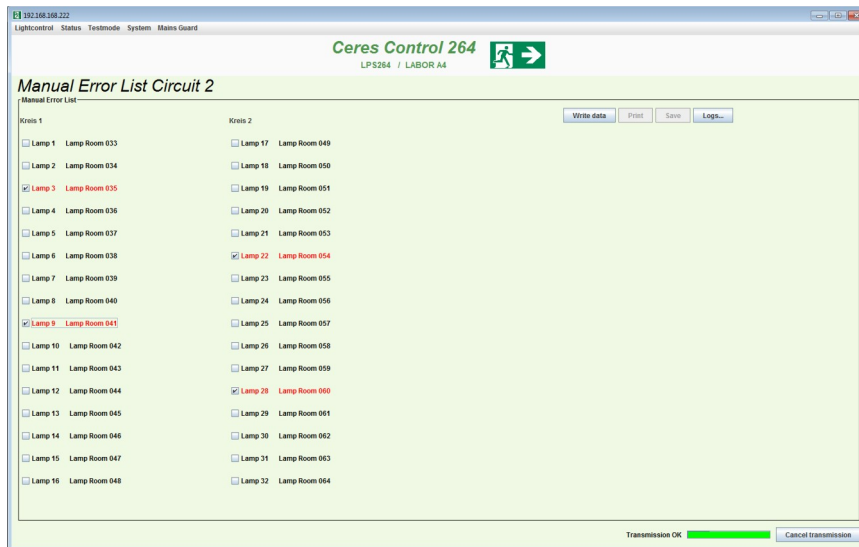 192.168.168.222
Lightcontrol Status Testmode System Mains Guard
Ceres Control 264
LPS264 / LABOR A4
Manual Error List Circuit 2
Manual Error List
Kreis 1 Kreis 2 Write data Print Save Logs...
Lamp 1 Lamp Room 033 Lamp 17 Lamp Room 049
Lamp 2 Lamp Room 034 Lamp 18 Lamp Room 050
Lamp 3 Lamp Room 035 Lamp 19 Lamp Room 051
Lamp 4 Lamp Room 036 Lamp 20 Lamp Room 052
Lamp 5 Lamp Room 037 Lamp 21 Lamp Room 053
Lamp 6 Lamp Room 038 Lamp 22 Lamp Room 054
Lamp 7 Lamp Room 039 Lamp 23 Lamp Room 055
Lamp 8 Lamp Room 040 Lamp 24 Lamp Room 056
Lamp 9 Lamp Room 041 Lamp 25 Lamp Room 057
Lamp 10 Lamp Room 042 Lamp 26 Lamp Room 058
Lamp 11 Lamp Room 043 Lamp 27 Lamp Room 059
Lamp 12 Lamp Room 044 Lamp 28 Lamp Room 060
Lamp 13 Lamp Room 045 Lamp 29 Lamp Room 061
Lamp 14 Lamp Room 046 Lamp 30 Lamp Room 062
Lamp 15 Lamp Room 047 Lamp 31 Lamp Room 063
Lamp 16 Lamp Room 048 Lamp 32 Lamp Room 064
Transmission OK Cancel transmission